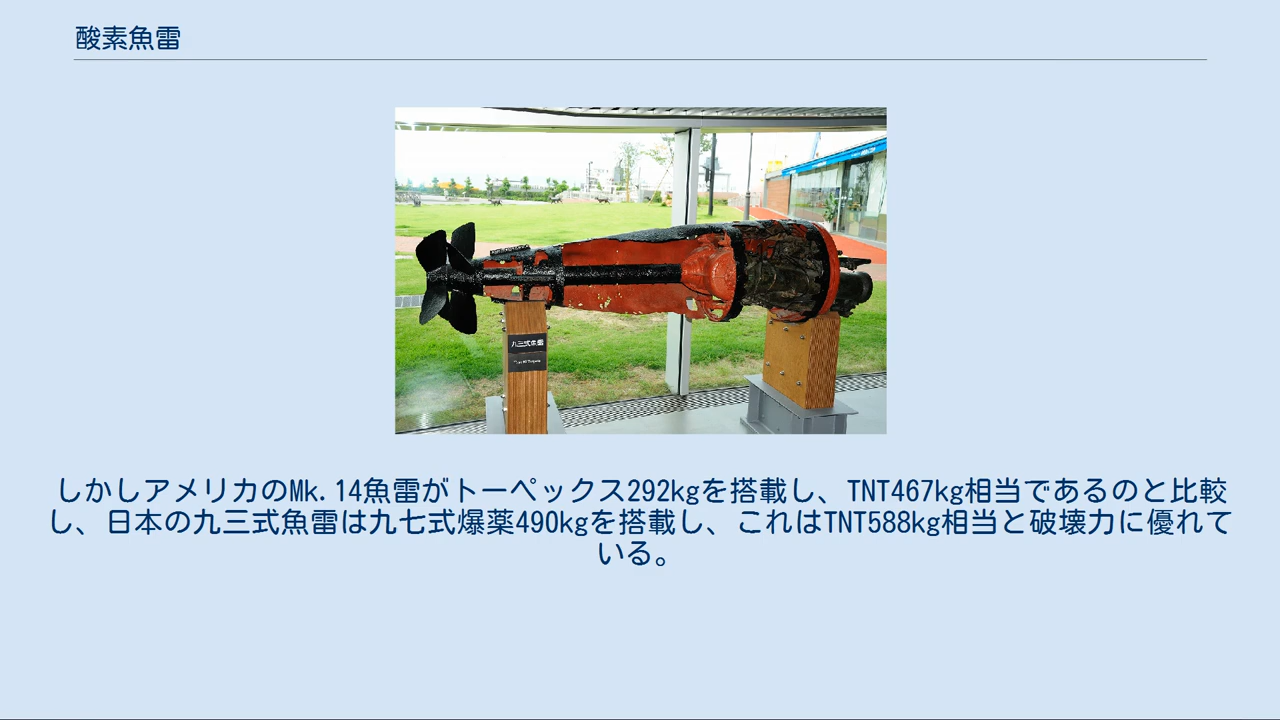 酸素魚雷
九三式魚雷
しかしアメリカのMk.14魚雷がトーペックス292kgを搭載し、TNT467kg相当であるのと比較
し、日本の九三式魚雷は九七式爆薬490kgを搭載し、これはTNT588kg相当と破壊力に優れて
いる。